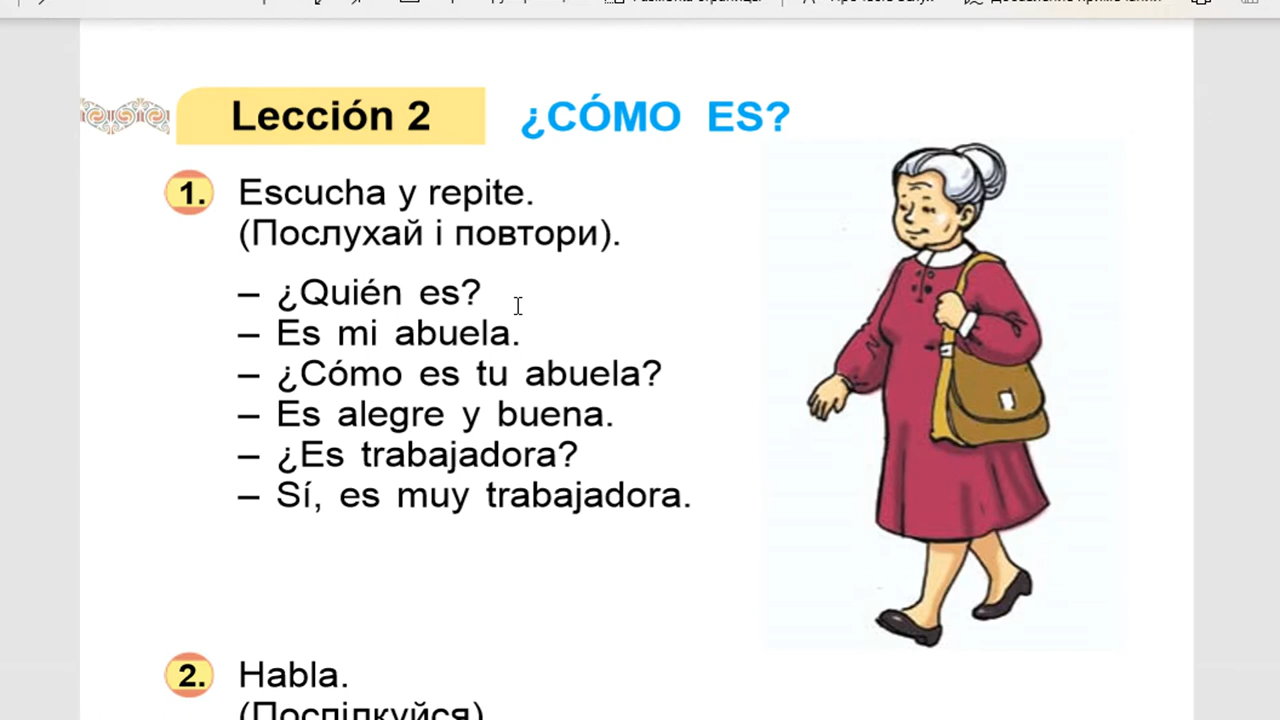 Lección 2 ¿CÓMO ES?
1. Escucha y repite.
(Послухай і повтори).
– ¿Quién es?
– Es mi abuela.
– ¿Cómo es tu abuela?
– Es alegre y buena.
– ¿Es trabajadora?
– Sí, es muy trabajadora.
2. Habla.
(Поспілкуйся)